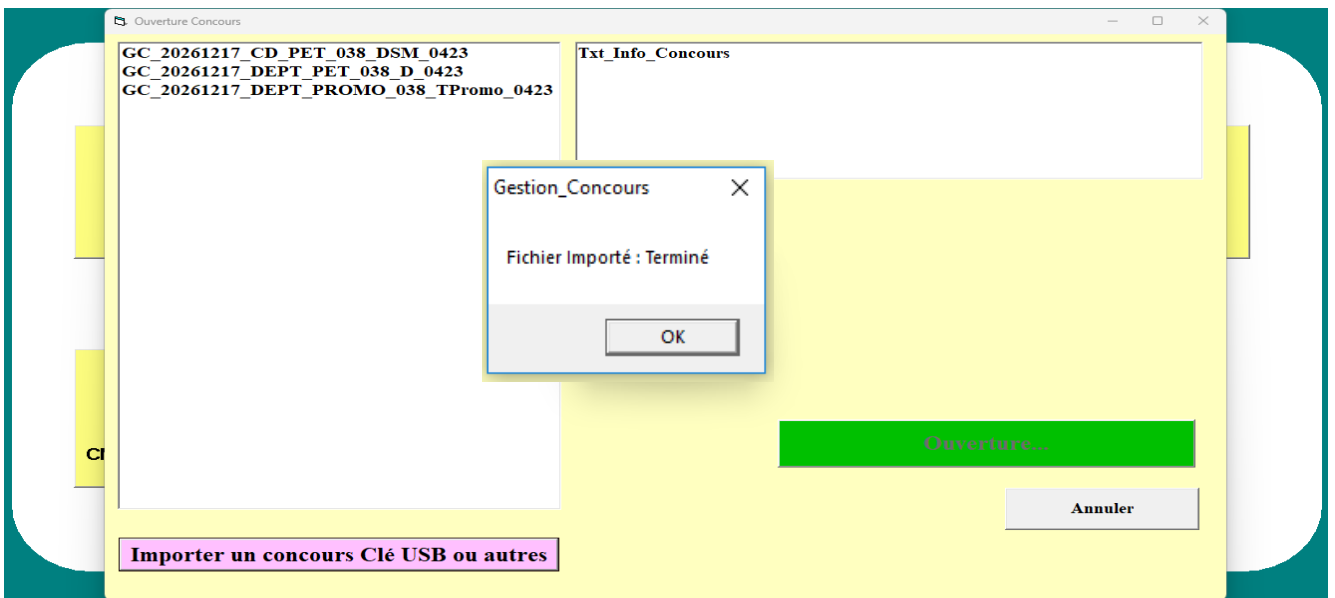 Ouverture Concours
GC_20261217_CD_PET_038_DSM_0423
GC_20261217_DEPT_PET_038_D_0423
GC_20261217_DEPT_PROMO_038_TPromo_0423
Txt_Info_Concours
Gestion_Concours
Fichier Importé : Terminé
OK
Ouverture...
Annuler
Importer un concours Clé USB ou autres